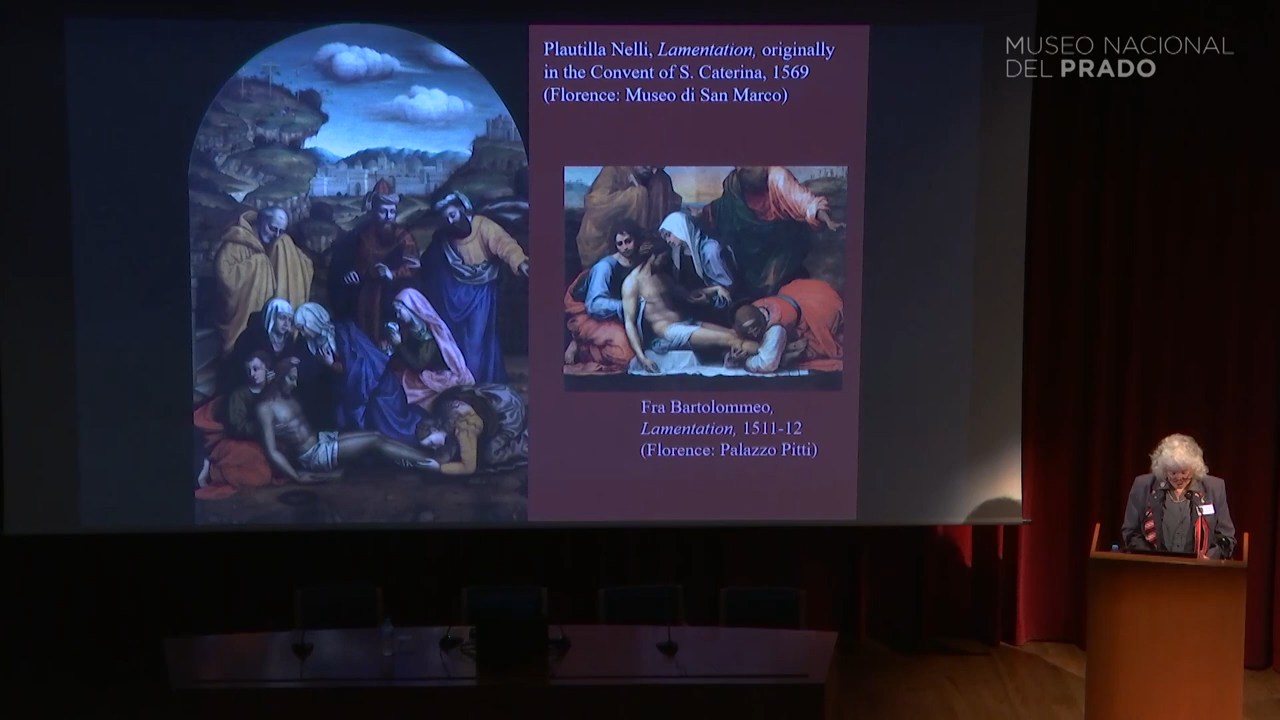 Plautilla Nelli, Lamentation, originally
in the Convent of S. Caterina, 1569
(Florence: Museo di San Marco)
Fra Bartolommeo,
Lamentation, 1511-12
(Florence: Palazzo Pitti)
MUSEO NACIONAL
DEL PRADO